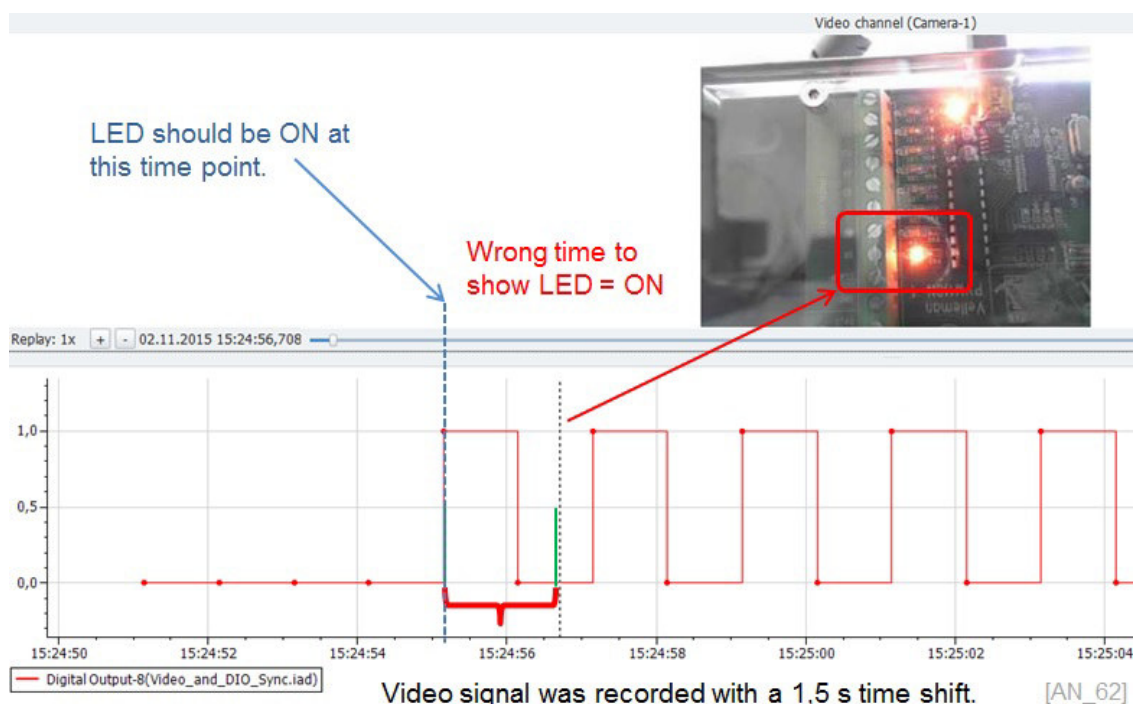 Video channel (Camera-1)
LED should be ON at
this time point.
Wrong time to
show LED = ON
Replay: 1x + - 02.11.2015 15:24:56,708
1,0
0,5
0,0
15:24:50 15:24:52 15:24:54 15:24:56 15:24:58 15:25:00 15:25:02 15:25:04
Digital Output-8(Video_and_DIO_Sync.iad)
Video signal was recorded with a 1,5 s time shift.
[AN_62]
Velleman